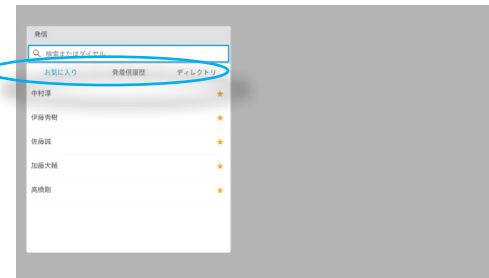 発信
検索またはダイヤル
お気に入り 発着信履歴 ディレクトリ
中村淳
伊藤秀樹
佐藤誠
加藤大輔
高橋剛